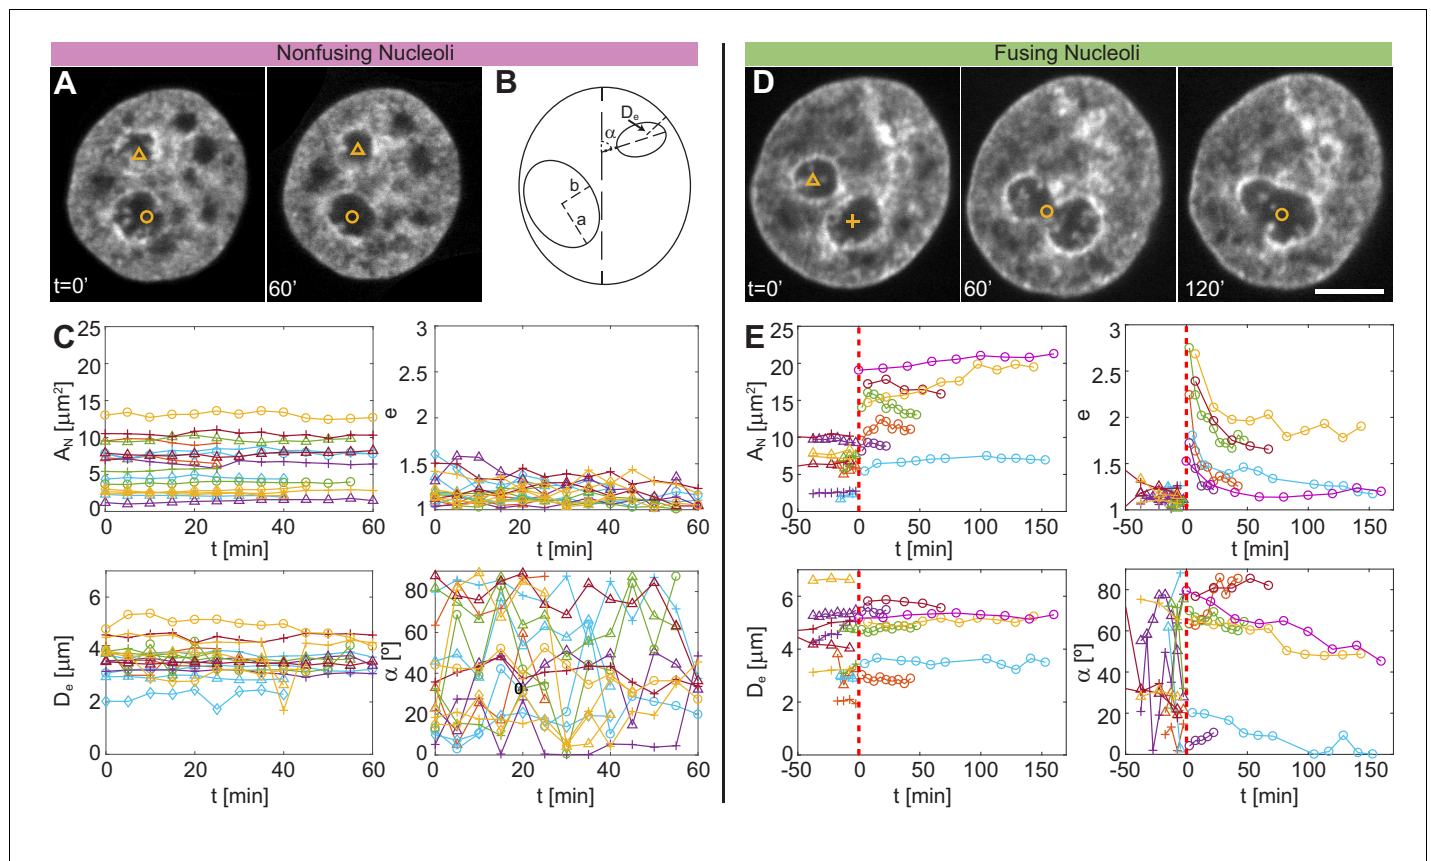 Nonfusing Nucleoli
Fusing Nucleoli
A
t=0'
60'
B
Dₑ
α
b
a
D
t=0'
60'
120'
C
25
20
15
10
5
0
A_N [μm²]
0
20
40
60
t [min]
3
2.5
2
1.5
1
e
0
20
40
60
t [min]
6
4
2
0
Dₑ [μm]
0
20
40
60
t [min]
80
60
40
20
0
α [º]
0
0
20
40
60
t [min]
E
25
20
15
10
5
0
A_N [μm²]
-50
0
50
100
150
t [min]
3
2.5
2
1.5
1
e
-50
0
50
100
150
t [min]
6
4
2
0
Dₑ [μm]
-50
0
50
100
150
t [min]
80
60
40
20
0
α [º]
-50
0
50
100
150
t [min]